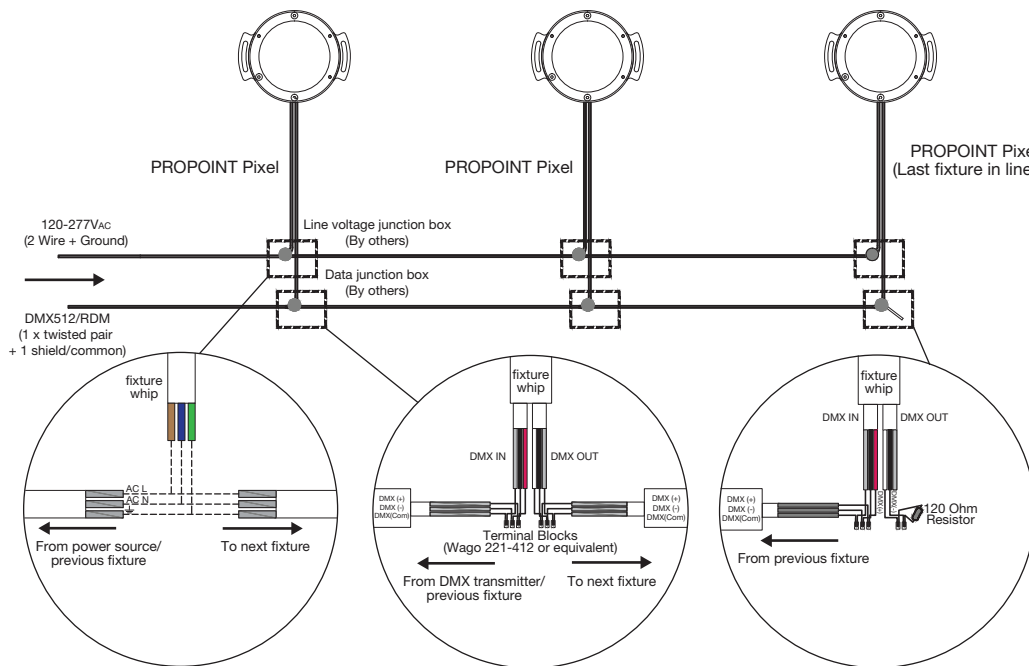 PROPOINT Pixel
PROPOINT Pixel
PROPOINT Pixe
(Last fixture in line
120-277VAC
(2 Wire + Ground)
Line voltage junction box
(By others)
Data junction box
(By others)
DMX512/RDM
(1 x twisted pair
+ 1 shield/common)
fixture
whip
AC L
AC N
From power source/
previous fixture
To next fixture
fixture
whip
DMX IN
DMX OUT
DMX (+)
DMX (-)
DMX(Com)
DMX (+)
DMX (-)
DMX(Com)
Terminal Blocks
(Wago 221-412 or equivalent)
From DMX transmitter/
previous fixture
To next fixture
fixture
whip
DMX IN
DMX OUT
DMX (+)
DMX (-)
DMX(Com)
120 Ohm
Resistor
From previous fixture